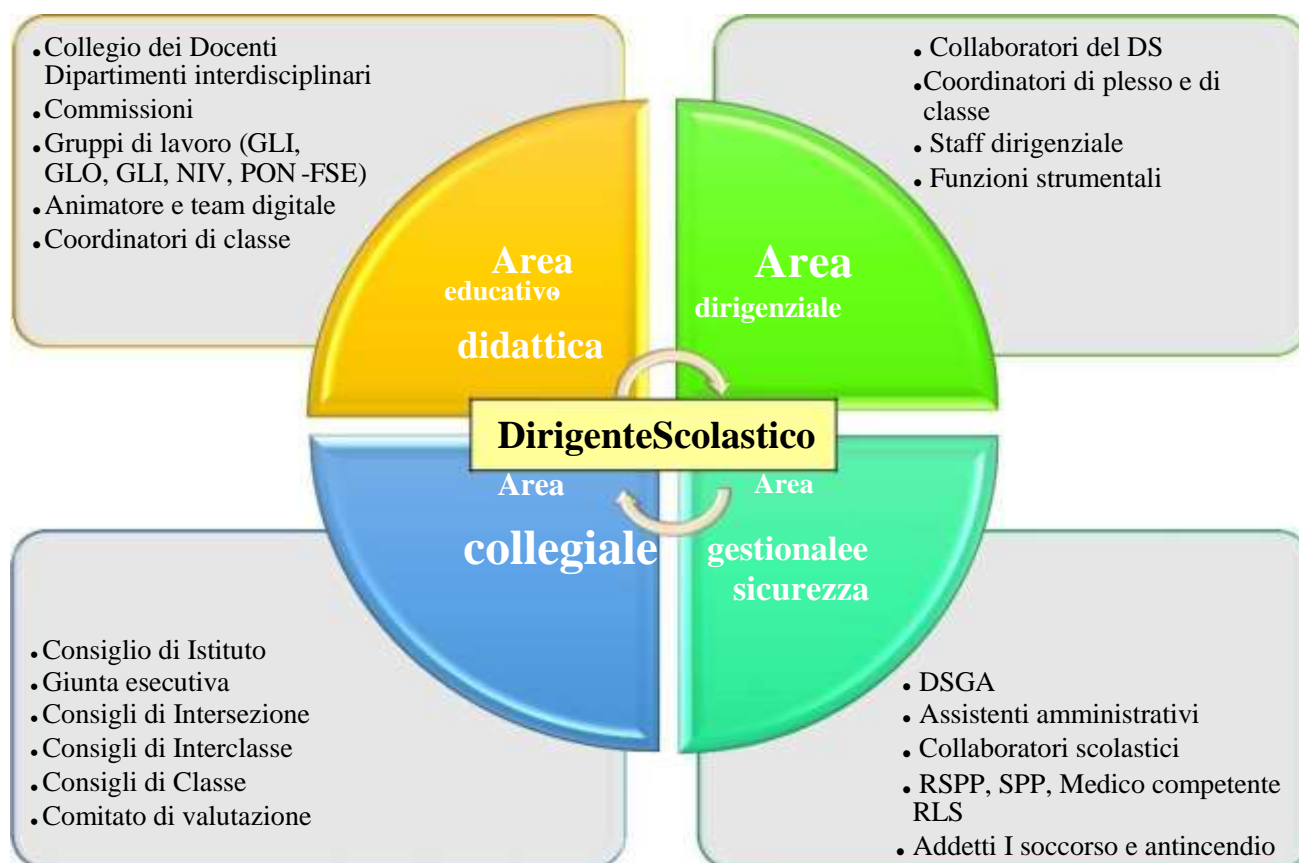 •Collegio dei Docenti
Dipartimenti interdisciplinari
•Commissioni
•Gruppi di lavoro (GLI,
GLO, GLI, NIV, PON -FSE)
•Animatore e team digitale
•Coordinatori di classe
• Collaboratori del DS
•Coordinatori di plesso e di
classe
• Staff dirigenziale
• Funzioni strumentali
Area
educativo-
didattica
Area
dirigenziale
DirigenteScolastico
Area
collegiale
Area
gestionalee
sicurezza
•Consiglio di Istituto
•Giunta esecutiva
•Consigli di Intersezione
•Consigli di Interclasse
•Consigli di Classe
•Comitato di valutazione
• DSGA
• Assistenti amministrativi
• Collaboratori scolastici
• RSPP, SPP, Medico competente
RLS
• Addetti I soccorso e antincendio